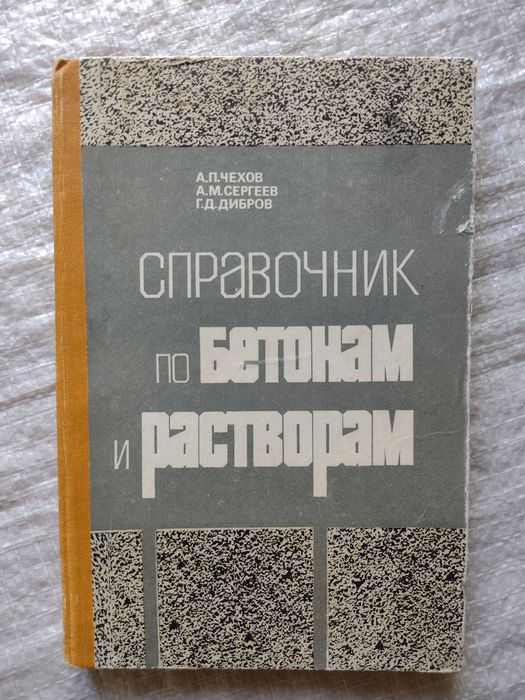 А.П.ЧЕХОВ
А.М.СЕРГЕЕВ
Г.Д.ДИБРОВ
СПРАВОЧНИК
ПО БЕТОНАМ
И РАСТВОРАМ